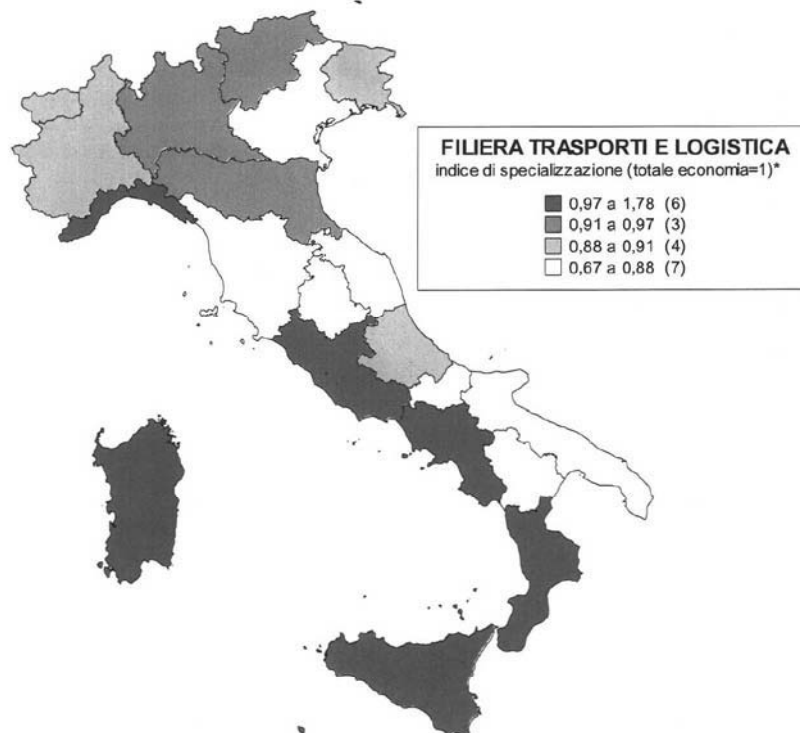 FILIERA TRASPORTI E LOGISTICA
indice di specializzazione (totale economia=1)*
0,97 a 1,78 (6)
0,91 a 0,97 (3)
0,88 a 0,91 (4)
0,67 a 0,88 (7)